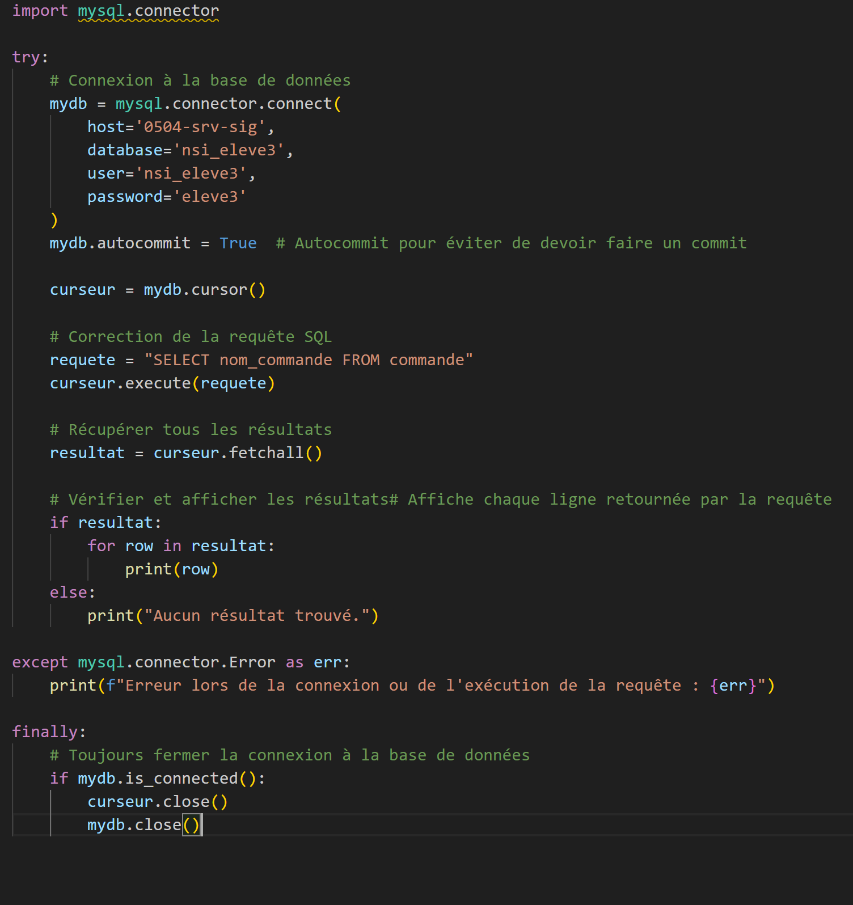 import mysql.connector

try:
    # Connexion à la base de données
    mydb = mysql.connector.connect(
        host='0504-srv-sig',
        database='nsi_eleve3',
        user='nsi_eleve3',
        password='eleve3'
    )
    mydb.autocommit = True  # Autocommit pour éviter de devoir faire un commit

    curseur = mydb.cursor()

    # Correction de la requête SQL
    requete = "SELECT nom_commande FROM commande"
    curseur.execute(requete)

    # Récupérer tous les résultats
    resultat = curseur.fetchall()

    # Vérifier et afficher les résultats# Affiche chaque ligne retournée par la requête
    if resultat:
        for row in resultat:
            print(row)
    else:
        print("Aucun résultat trouvé.")

except mysql.connector.Error as err:
    print(f"Erreur lors de la connexion ou de l'exécution de la requête : {err}")

finally:
    # Toujours fermer la connexion à la base de données
    if mydb.is_connected():
        curseur.close()
        mydb.close()